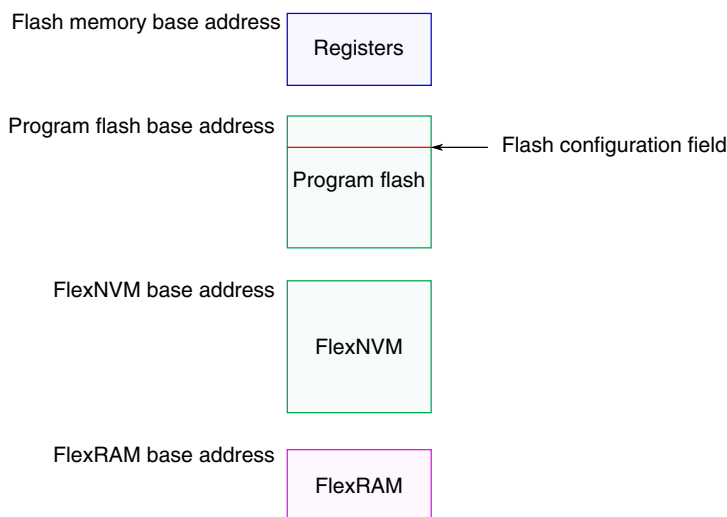 Flash memory base address
Registers
Program flash base address
Flash configuration field
Program flash
FlexNVM base address
FlexNVM
FlexRAM base address
FlexRAM